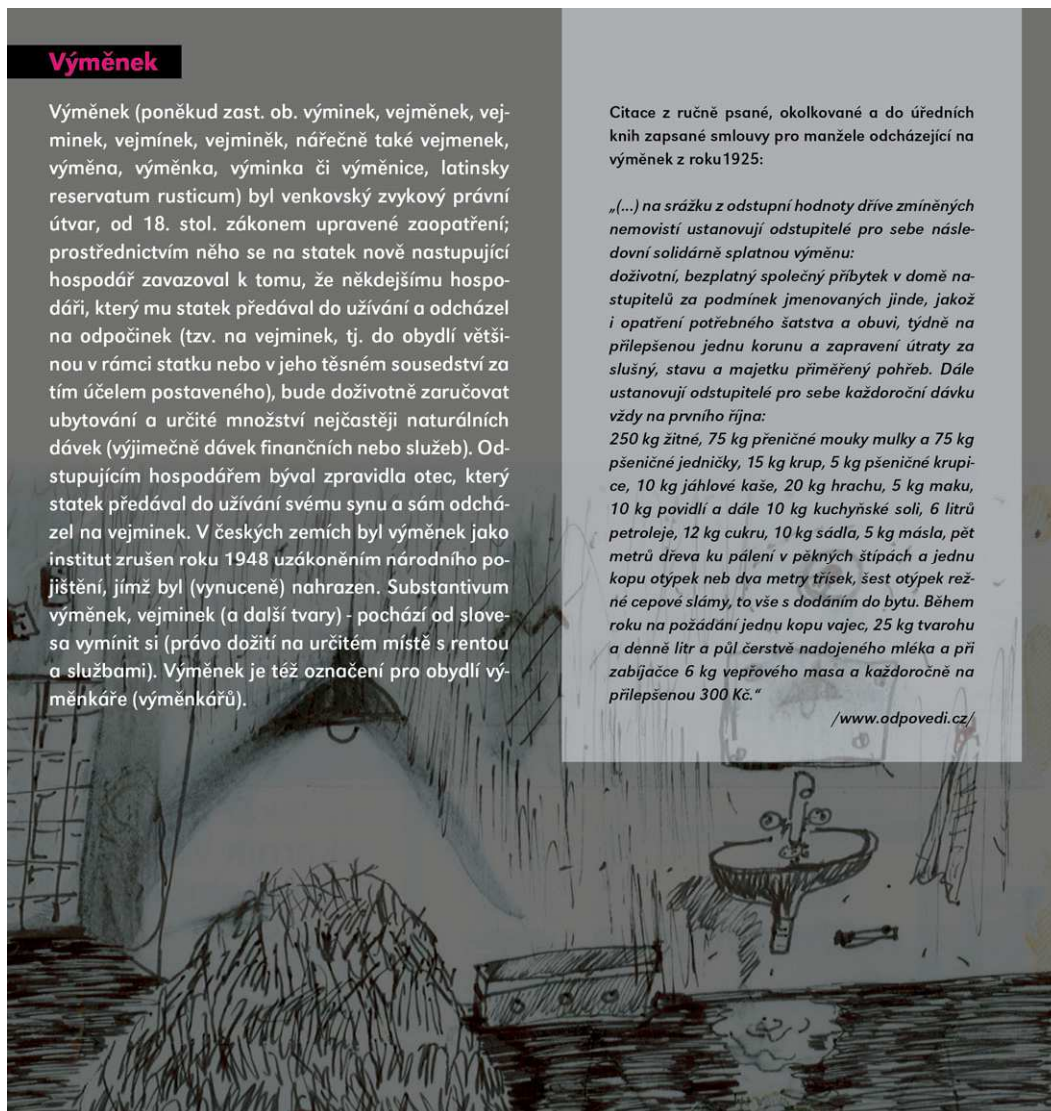 Výměnek
Výměnek (poněkud zast. ob. výminek, vejměnek, vej-
minek, vejmínek, vejminěk, nářečně také vejmenek,
výměna, výměnka, výminka či výměnice, latinsky
reservatum rusticum) byl venkovský zvykový právní
útvar, od 18. stol. zákonem upravené zaopatření;
prostřednictvím něho se na statek nově nastupující
hospodář zavazoval k tomu, že někdejšímu hospo-
dáři, který mu statek předával do užívání a odcházel
na odpočinek (tzv. na vejminek, tj. do obydlí větši-
nou v rámci statku nebo v jeho těsném sousedství za
tím účelem postaveného), bude doživotně zaručovat
ubytování a určité množství nejčastěji naturálních
dávek (výjimečně dávek finančních nebo služeb). Od-
stupujícím hospodářem býval zpravidla otec, který
statek předával do užívání svému synu a sám odchá-
zel na vejminek. V českých zemích byl výměnek jako
institut zrušen roku 1948 uzákoněním národního po-
jištění, jímž byl (vynuceně) nahrazen. Substantivum
výměnek, vejminek (a další tvary) - pochází od slove-
sa vymínit si (právo dožití na určitém místě s rentou
a službami). Výměnek je též označení pro obydlí vý-
měnkáře (výměnkářů).
Citace z ručně psané, okolkované a do úředních
knih zapsané smlouvy pro manžele odcházející na
výměnek z roku1925:
„(...) na srážku z odstupní hodnoty dříve zmíněných
nemovistí ustanovují odstupitelé pro sebe násle-
dovní solidárně splatnou výměnu:
doživotní, bezplatný společný příbytek v domě na-
stupitelů za podmínek jmenovaných jinde, jakož
i opatření potřebného šatstva a obuvi, týdně na
přilepšenou jednu korunu a zapravení útraty za
slušný, stavu a majetku přiměřený pohřeb. Dále
ustanovují odstupitelé pro sebe každoroční dávku
vždy na prvního října:
250 kg žitné, 75 kg přeničné mouky mulky a 75 kg
pšeničné jedničky, 15 kg krup, 5 kg pšeničné krupi-
ce, 10 kg jáhlové kaše, 20 kg hrachu, 5 kg maku,
10 kg povidlí a dále 10 kg kuchyňské soli, 6 litrů
petroleje, 12 kg cukru, 10 kg sádla, 5 kg másla, pět
metrů dřeva ku pálení v pěkných štípách a jednu
kopu otýpek neb dva metry třísek, šest otýpek rež-
né cepové slámy, to vše s dodáním do bytu. Během
roku na požádání jednu kopu vajec, 25 kg tvarohu
a denně litr a půl čerstvě nadojeného mléka a při
zabíjačce 6 kg vepřového masa a každoročně na
přilepšenou 300 Kč.“
/www.odpovedi.cz/